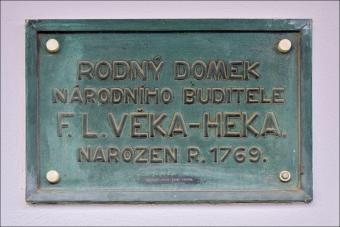 RODNÝ DOMEK
NÁRODNÍHO BUDITELE
F. L. VĚKA-HEKA.
NAROZEN R. 1769.